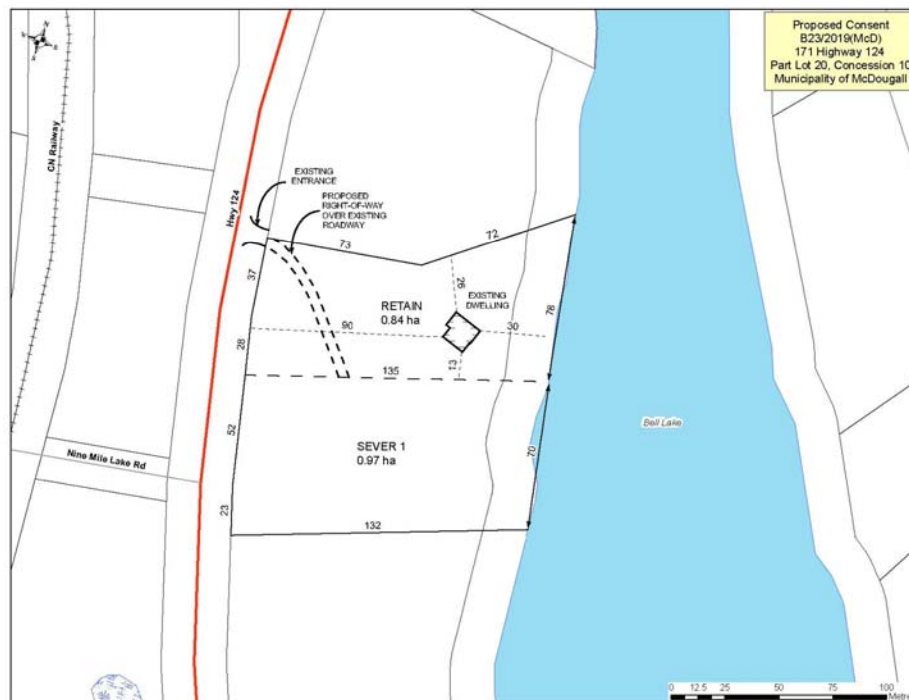 Proposed Consent
B23/2019(McD)
171 Highway 124
Part Lot 20, Concession 10
Municipality of McDougall
CN Railway
Hwy 124
EXISTING
ENTRANCE
PROPOSED
RIGHT-OF-WAY
OVER EXISTING
ROADWAY
73
72
37
26
EXISTING
DWELLING
RETAIN
0.84 ha
78
90
30
28
13
135
52
SEVER 1
0.97 ha
70
Bell Lake
Nine Mile Lake Rd
23
132
0 12.5 25 50 75 100